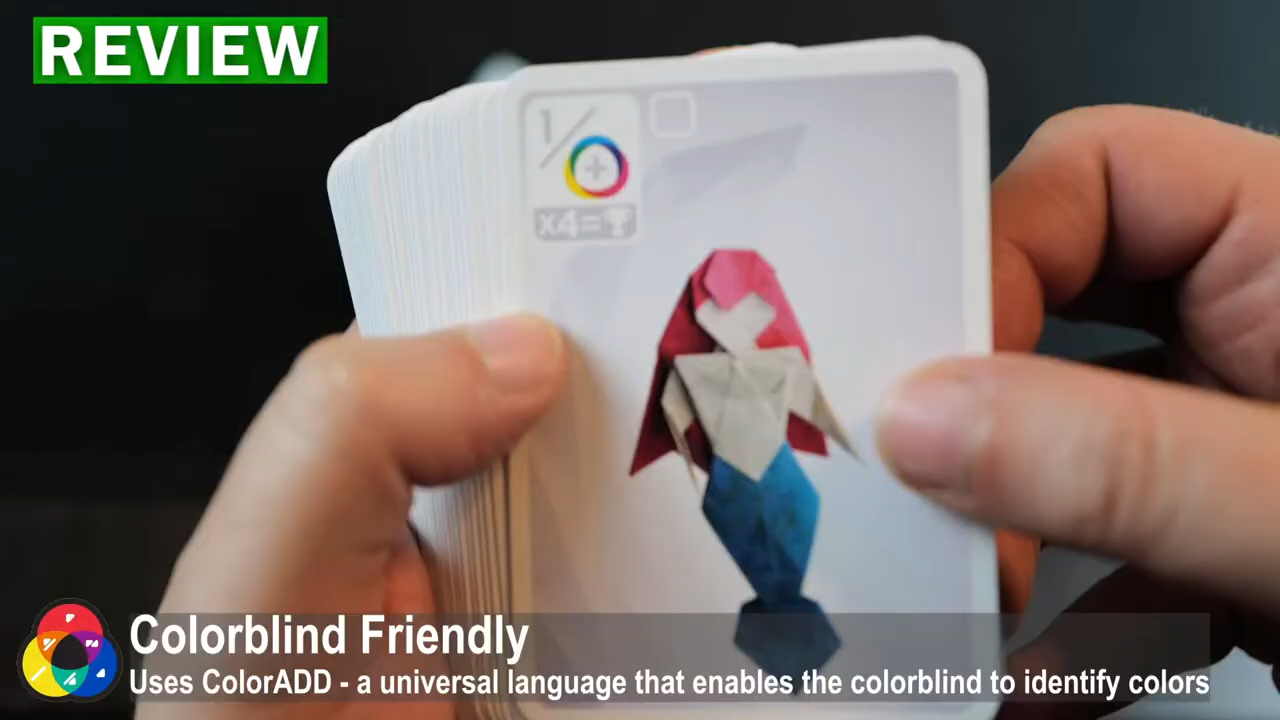 REVIEW
1/
x4=
Colorblind Friendly
Uses ColorADD - a universal language that enables the colorblind to identify colors